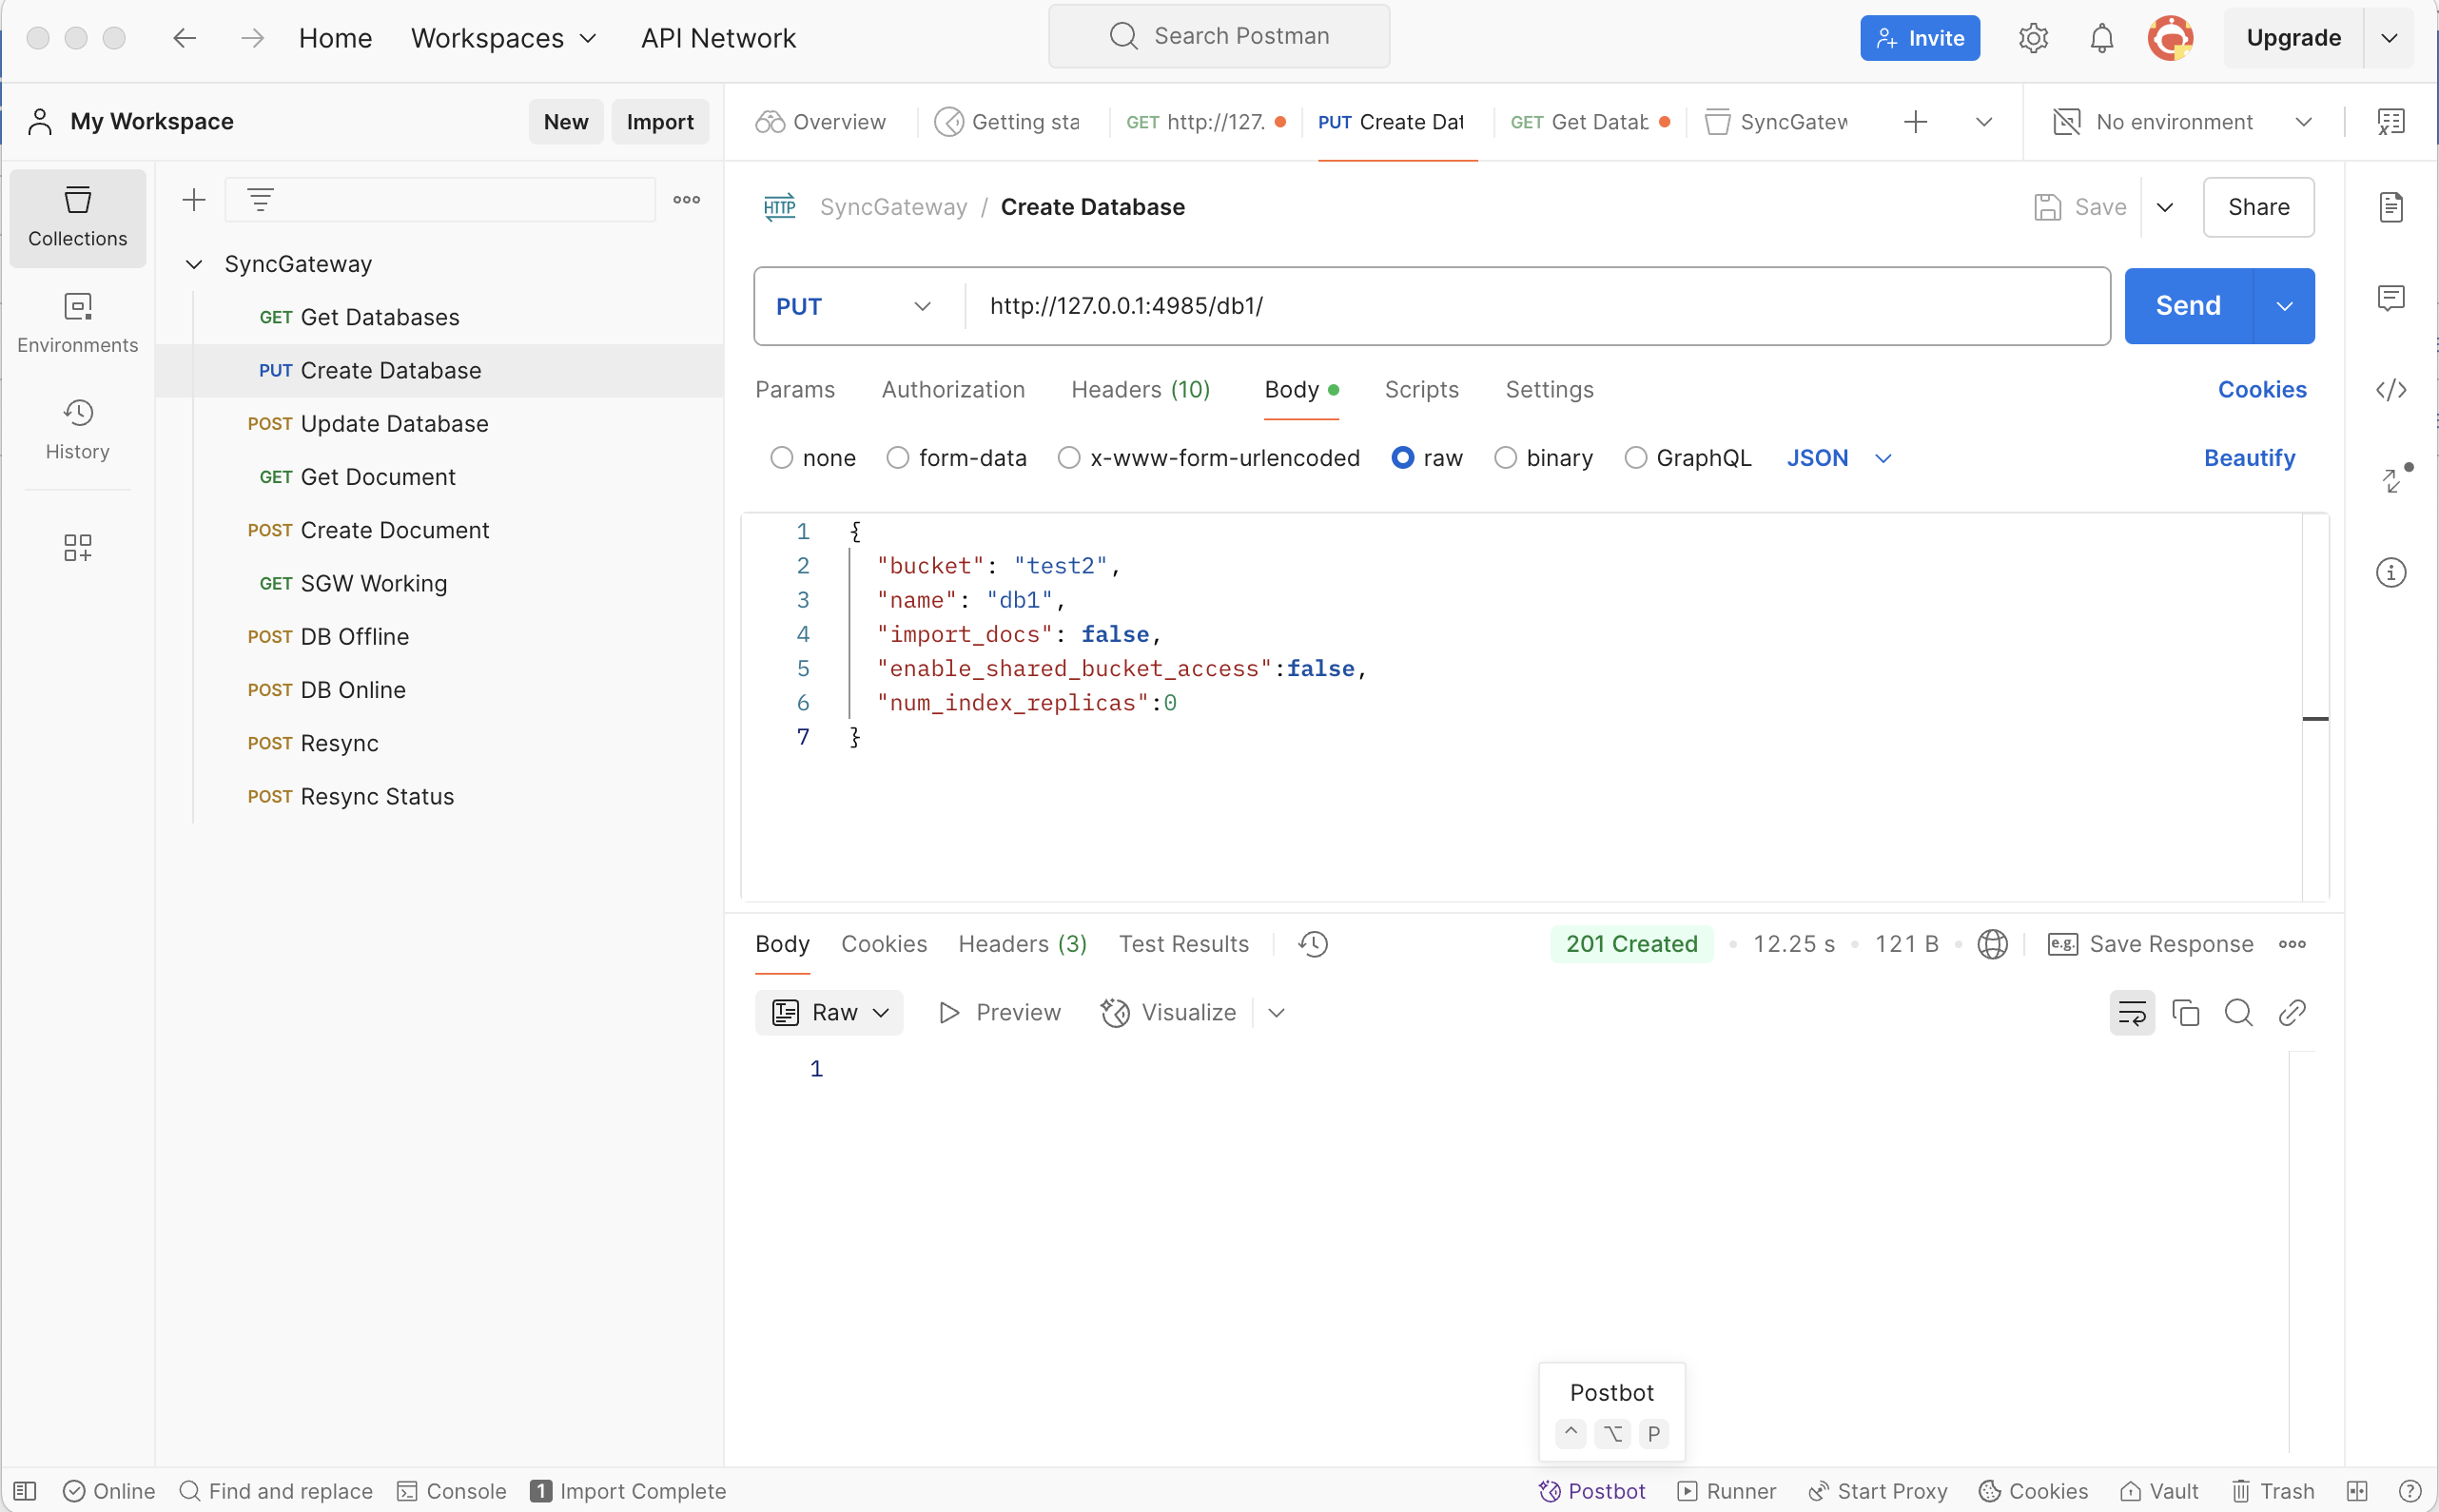 Home Workspaces API Network Search Postman Invite Upgrade
My Workspace New Import Overview Getting sta GET http://127. PUT Create Dat GET Get Datab SyncGatew No environment
Collections
Environments
History
SyncGateway
GET Get Databases
PUT Create Database
POST Update Database
GET Get Document
POST Create Document
GET SGW Working
POST DB Offline
POST DB Online
POST Resync
POST Resync Status
HTTP SyncGateway / Create Database Save Share
PUT http://127.0.0.1:4985/db1/ Send
Params Authorization Headers (10) Body Scripts Settings Cookies
none form-data x-www-form-urlencoded raw binary GraphQL JSON Beautify
1 {
2 "bucket": "test2",
3 "name": "db1",
4 "import_docs": false,
5 "enable_shared_bucket_access":false,
6 "num_index_replicas":0
7 }
Body Cookies Headers (3) Test Results 201 Created 12.25 s 121 B e.g. Save Response
Raw Preview Visualize
1
Postbot
^ ⌥ P
Online Find and replace Console 1 Import Complete Postbot Runner Start Proxy Cookies Vault Trash